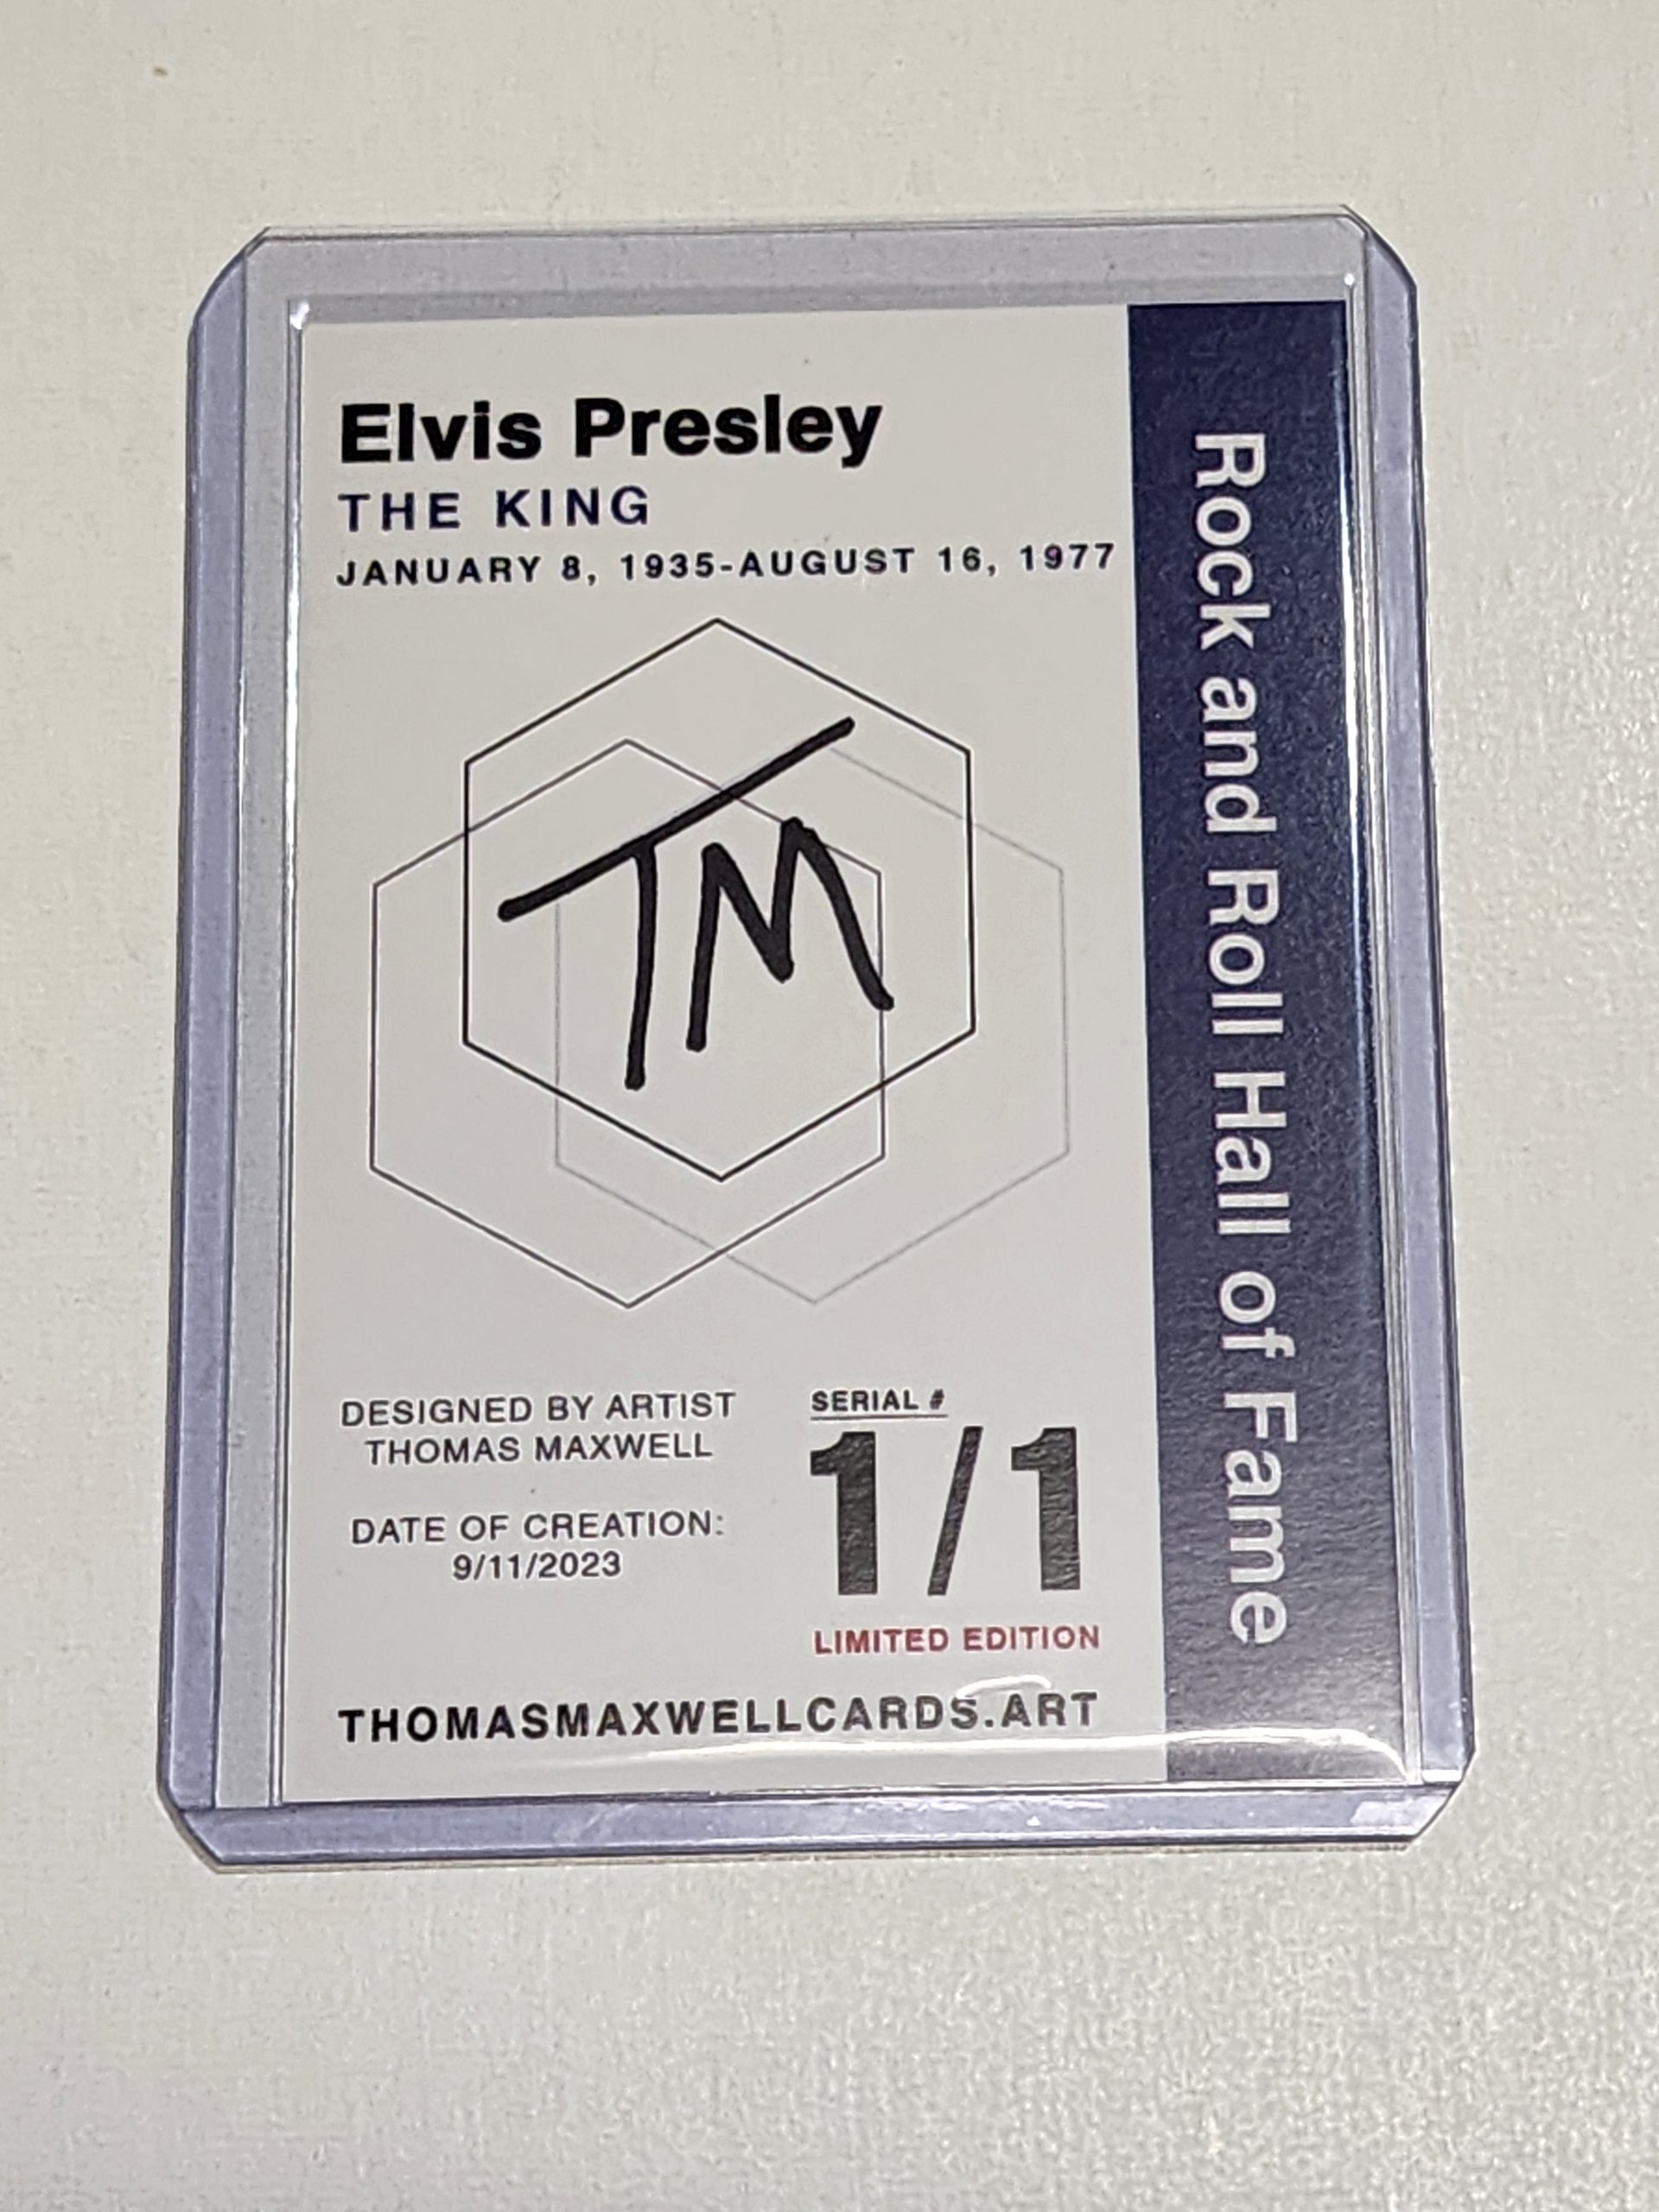 Elvis Presley
THE KING
JANUARY 8, 1935-AUGUST 16, 1977
TM
DESIGNED BY ARTIST
THOMAS MAXWELL
DATE OF CREATION:
9/11/2023
SERIAL #
1/1
LIMITED EDITION
THOMASMAXWELLCARDS.ART
Rock and Roll Hall of Fame